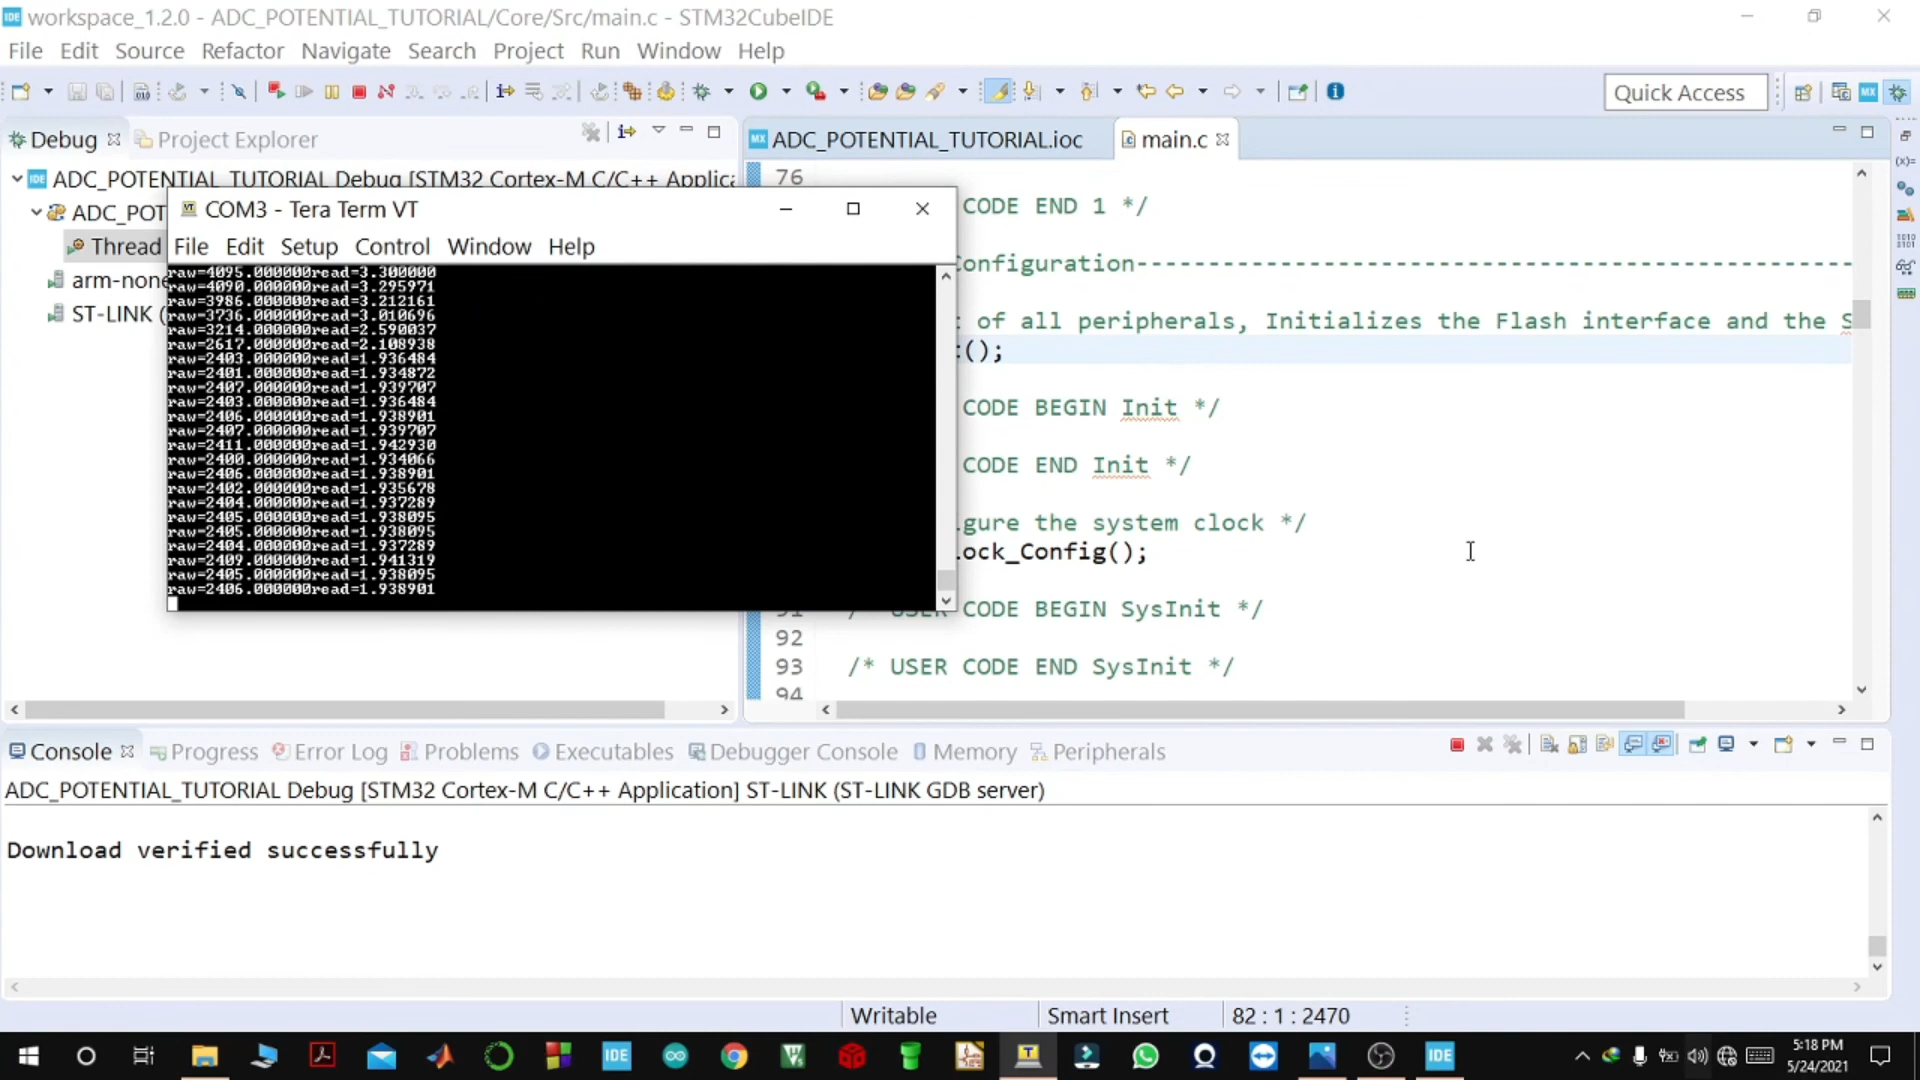 workspace_1.2.0 - ADC_POTENTIAL_TUTORIAL/Core/Src/main.c - STM32CubeIDE
File Edit Source Refactor Navigate Search Project Run Window Help
Quick Access
Debug Project Explorer
ADC_POTENTIAL_TUTORIAL.ioc main.c
ADC_POTENTIAL_TUTORIAL Debug [STM32 Cortex-M C/C++ Applica
ADC_POT
Thread
arm-none
ST-LINK (
COM3 - Tera Term VT
File Edit Setup Control Window Help
raw=4095.000000read=3.300000
raw=4090.000000read=3.295971
raw=3986.000000read=3.212161
raw=3736.000000read=3.010696
raw=3214.000000read=2.590037
raw=2617.000000read=2.108938
raw=2403.000000read=1.936484
raw=2401.000000read=1.934872
raw=2407.000000read=1.939707
raw=2403.000000read=1.936484
raw=2406.000000read=1.938901
raw=2407.000000read=1.939707
raw=2411.000000read=1.942930
raw=2400.000000read=1.934066
raw=2406.000000read=1.938901
raw=2402.000000read=1.935678
raw=2404.000000read=1.937289
raw=2405.000000read=1.938095
raw=2405.000000read=1.938095
raw=2404.000000read=1.937289
raw=2409.000000read=1.941319
raw=2405.000000read=1.938095
raw=2406.000000read=1.938901
76
CODE END 1 */
Configuration--------------------------------------------------
of all peripherals, Initializes the Flash interface and the S
();
CODE BEGIN Init */
CODE END Init */
gure the system clock */
lock_Config();
91 /* USER CODE BEGIN SysInit */
92
93 /* USER CODE END SysInit */
94
Console Progress Error Log Problems Executables Debugger Console Memory Peripherals
ADC_POTENTIAL_TUTORIAL Debug [STM32 Cortex-M C/C++ Application] ST-LINK (ST-LINK GDB server)
Download verified successfully
Writable Smart Insert 82 : 1 : 2470
5:18 PM
5/24/2021